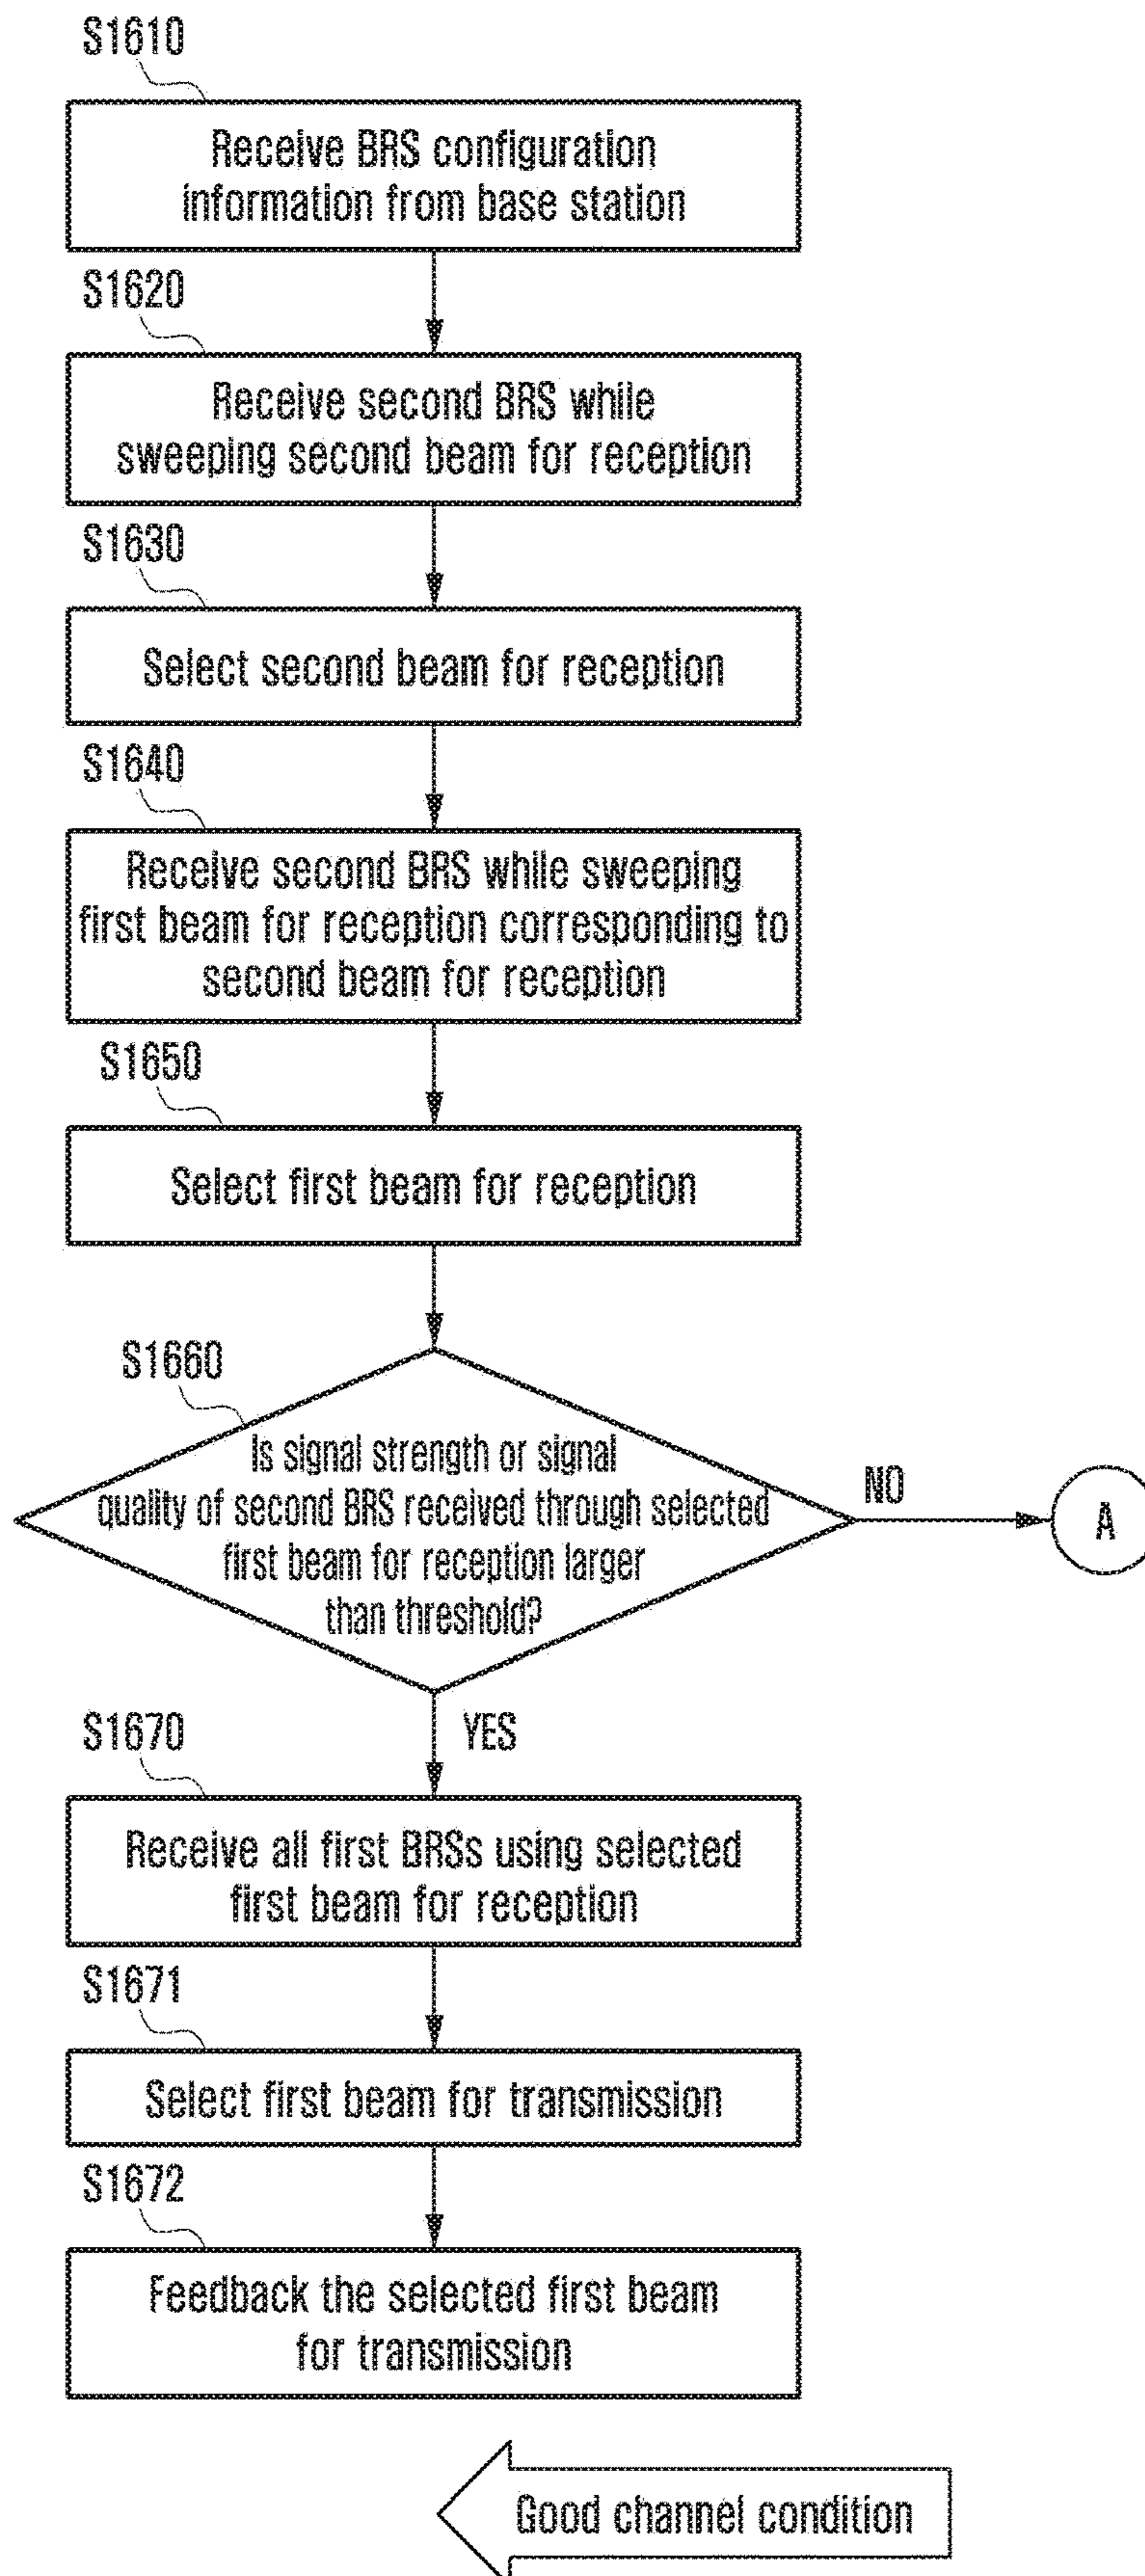 S1610
Receive BRS configuration
information from base station
S1620
Receive second BRS while
sweeping second beam for reception
S1630
Select second beam for reception
S1640
Receive second BRS while sweeping
first beam for reception corresponding to
second beam for reception
S1650
Select first beam for reception
S1660
Is signal strength or signal
quality of second BRS received through selected
first beam for reception larger
than threshold?
NO
A
YES
S1670
Receive all first BRSs using selected
first beam for reception
S1671
Select first beam for transmission
S1672
Feedback the selected first beam
for transmission
Good channel condition